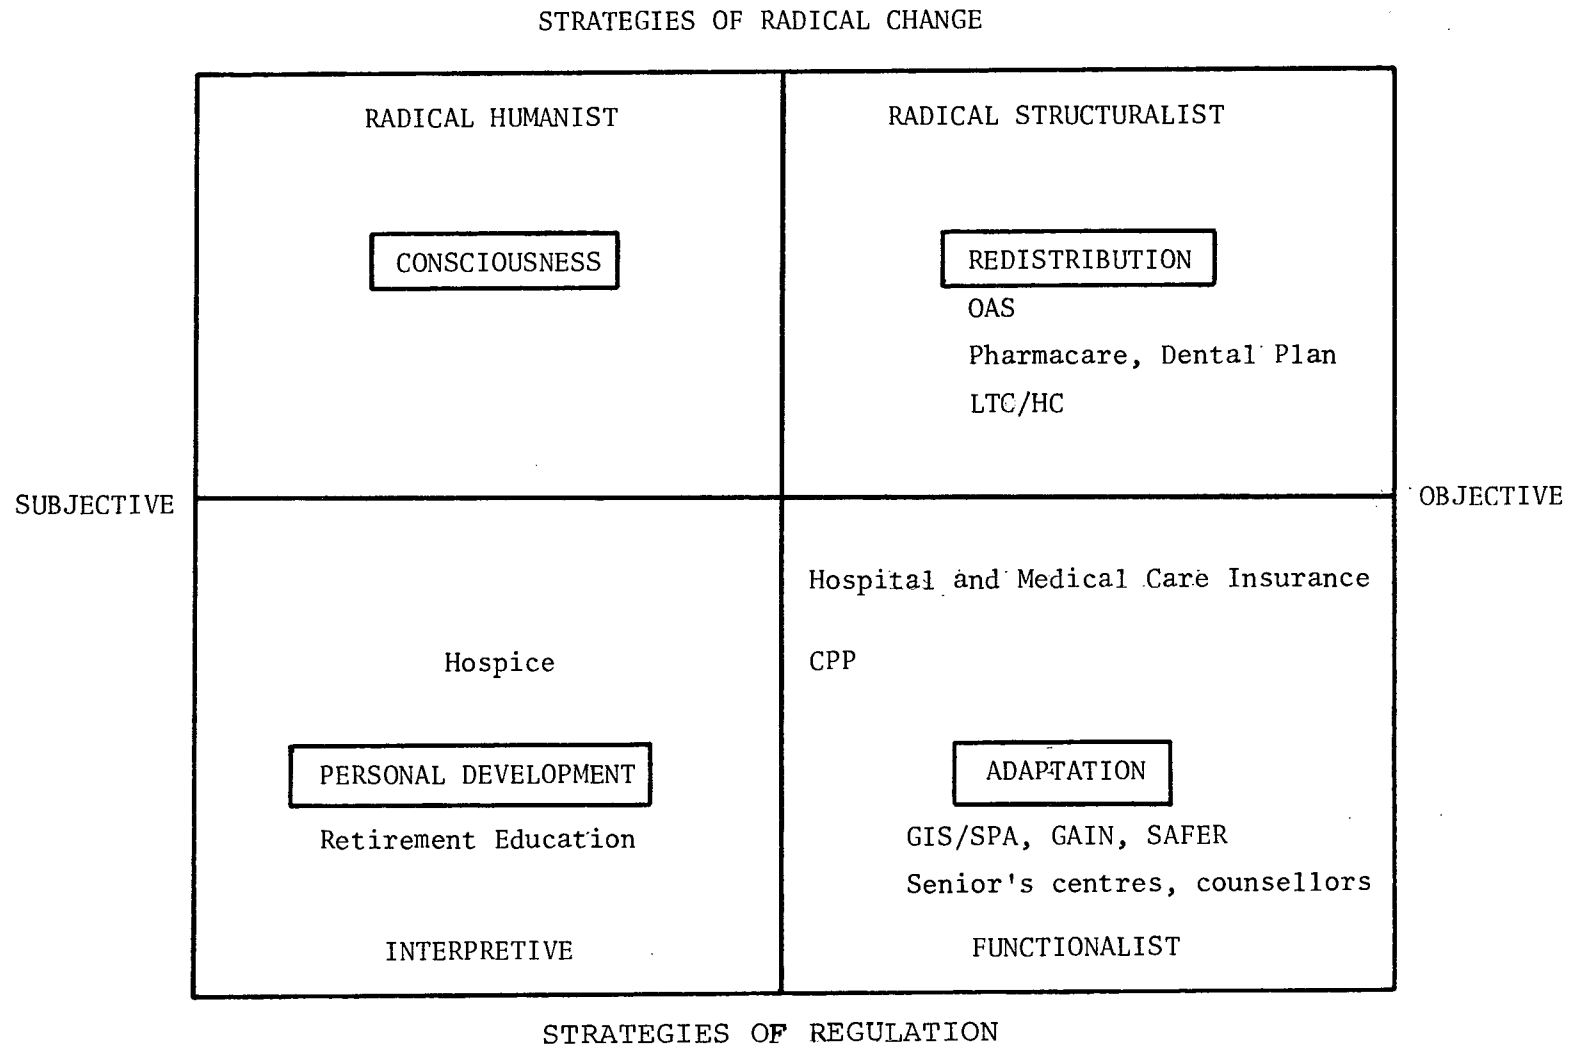 STRATEGIES OF RADICAL CHANGE
RADICAL HUMANIST
RADICAL STRUCTURALIST
CONSCIOUSNESS
REDISTRIBUTION
OAS
Pharmacare, Dental Plan
LTC/HC
SUBJECTIVE
OBJECTIVE
Hospital and Medical Care Insurance
Hospice
CPP
PERSONAL DEVELOPMENT
ADAPTATION
Retirement Education
GIS/SPA, GAIN, SAFER
Senior's centres, counsellors
INTERPRETIVE
FUNCTIONALIST
STRATEGIES OF REGULATION